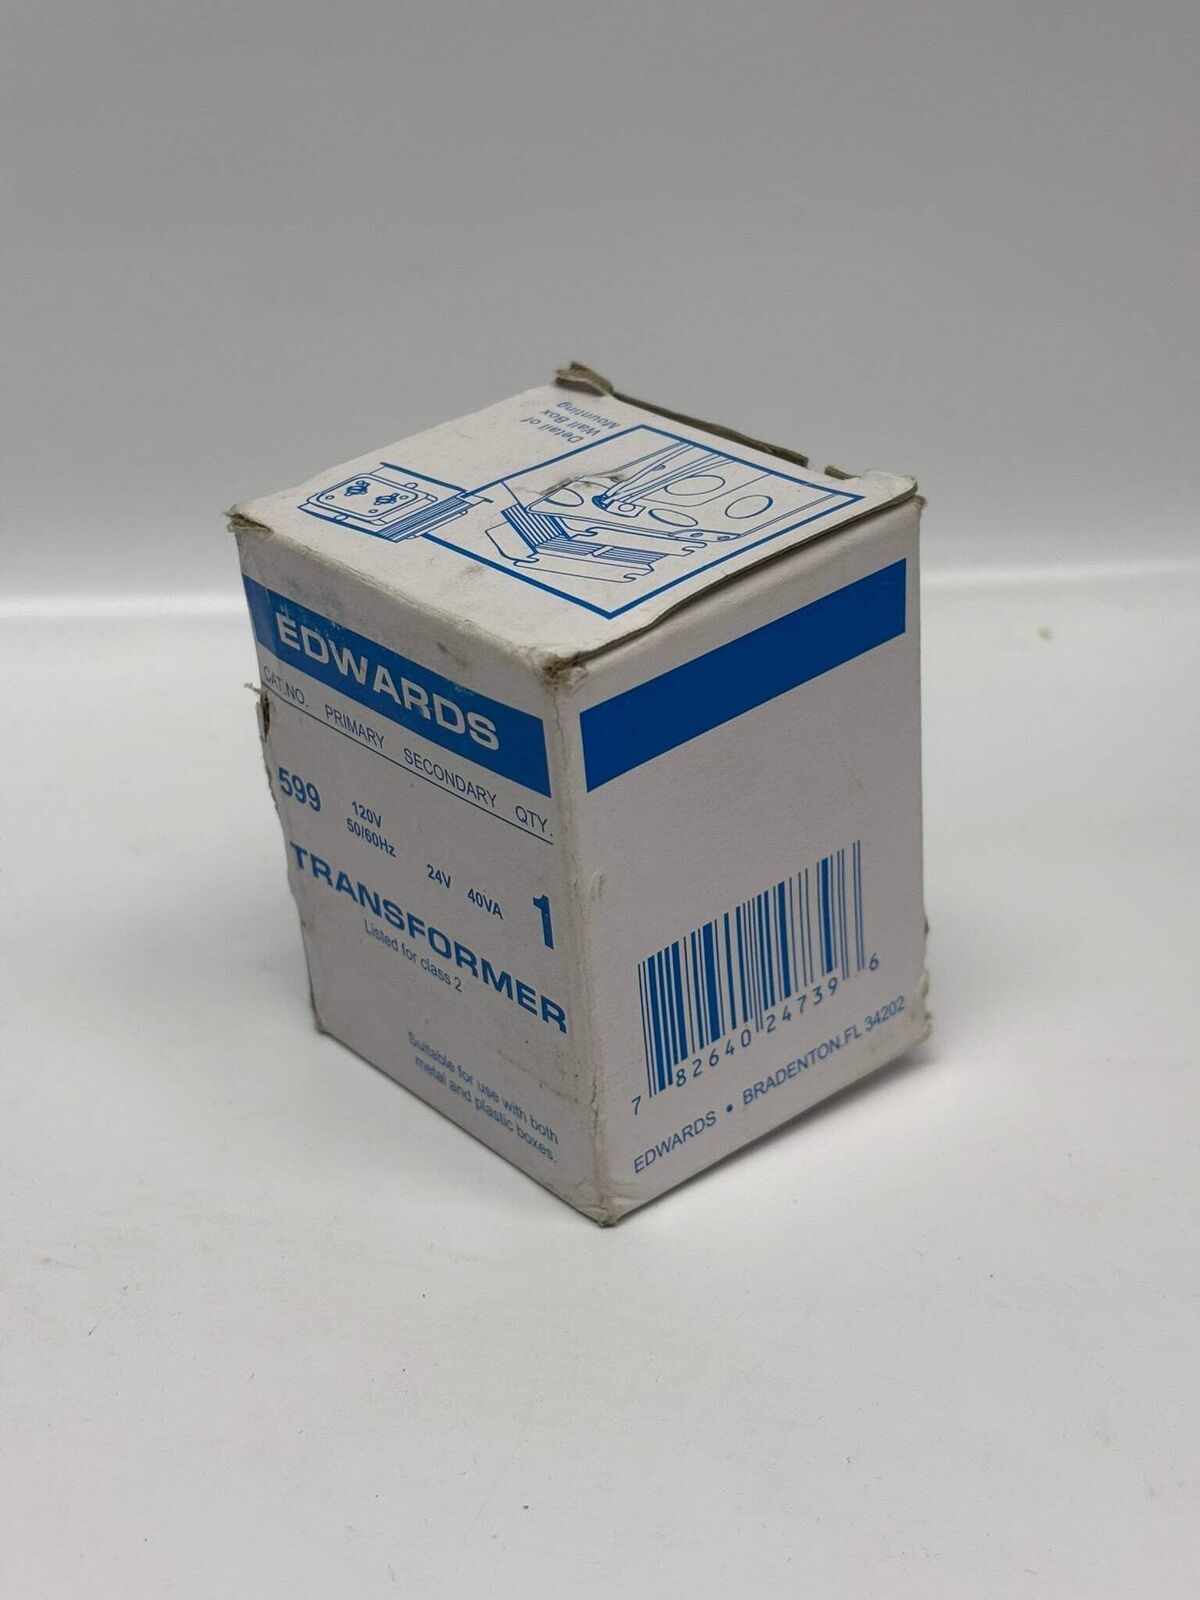 Detail of
Wall Box
Mounting
EDWARDS
CAT.NO. PRIMARY SECONDARY QTY.
599 120V 24V 40VA 1
50/60Hz
TRANSFORMER
Listed for class 2
Suitable for use with both
metal and plastic boxes.
7 82640 24739 6
EDWARDS • BRADENTON.FL 34202